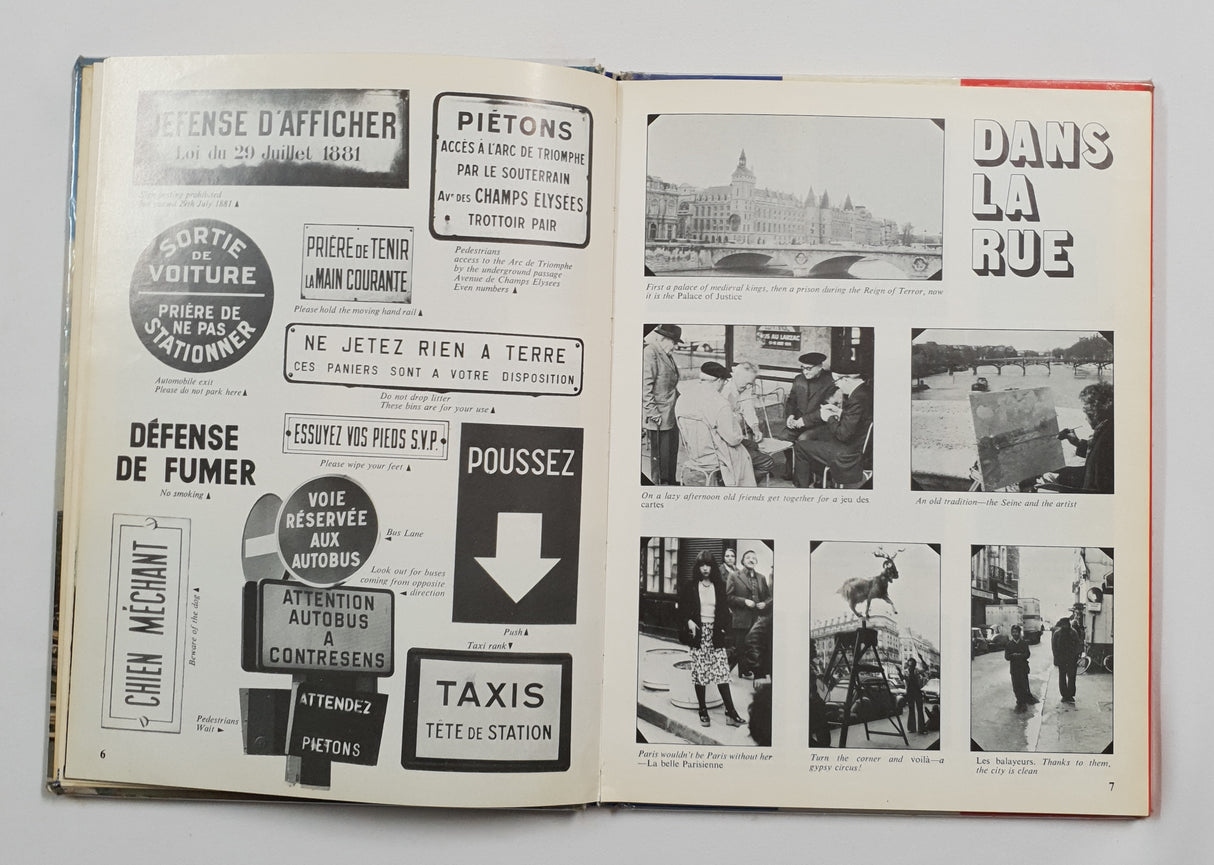 DEFENSE D'AFFICHER
Loi du 29 Juillet 1881
Sign posting prohibited
29th July 1881
PIÉTONS
ACCÈS À L'ARC DE TRIOMPHE
PAR LE SOUTERRAIN
AVR DES CHAMPS ÉLYSÉES
TROTTOIR PAIR
Pedestrians
access to the Arc de Triomphe
by the underground passage
Avenue de Champs Elysees
Even numbers
SORTIE
DE
VOITURE
PRIÈRE DE
NE PAS
STATIONNER
Automobile exit
Please do not park here
PRIÈRE DE TENIR
LA MAIN COURANTE
Please hold the moving hand rail
NE JETEZ RIEN A TERRE
CES PANIERS SONT A VOTRE DISPOSITION
Do not drop litter
These bins are for your use
DÉFENSE
DE FUMER
No smoking
ESSUYEZ VOS PIEDS S.V.P.
Please wipe your feet
POUSSEZ
Push
VOIE
RÉSERVÉE
AUX
AUTOBUS
Bus Lane
Look out for buses
coming from opposite
direction
ATTENTION
AUTOBUS
A
CONTRESENS
CHIEN MÉCHANT
Beware of the dog
ATTENDEZ
PIETONS
Pedestrians
Wait
Taxi rank
TAXIS
TÊTE DE STATION
6
DANS
LA
RUE
First a palace of medieval kings, then a prison during the Reign of Terror, now
it is the Palace of Justice
On a lazy afternoon old friends get together for a jeu des
cartes
An old tradition—the Seine and the artist
Paris wouldn't be Paris without her
—La belle Parisienne
Turn the corner and voilà—a
gypsy circus!
Les balayeurs. Thanks to them,
the city is clean
7